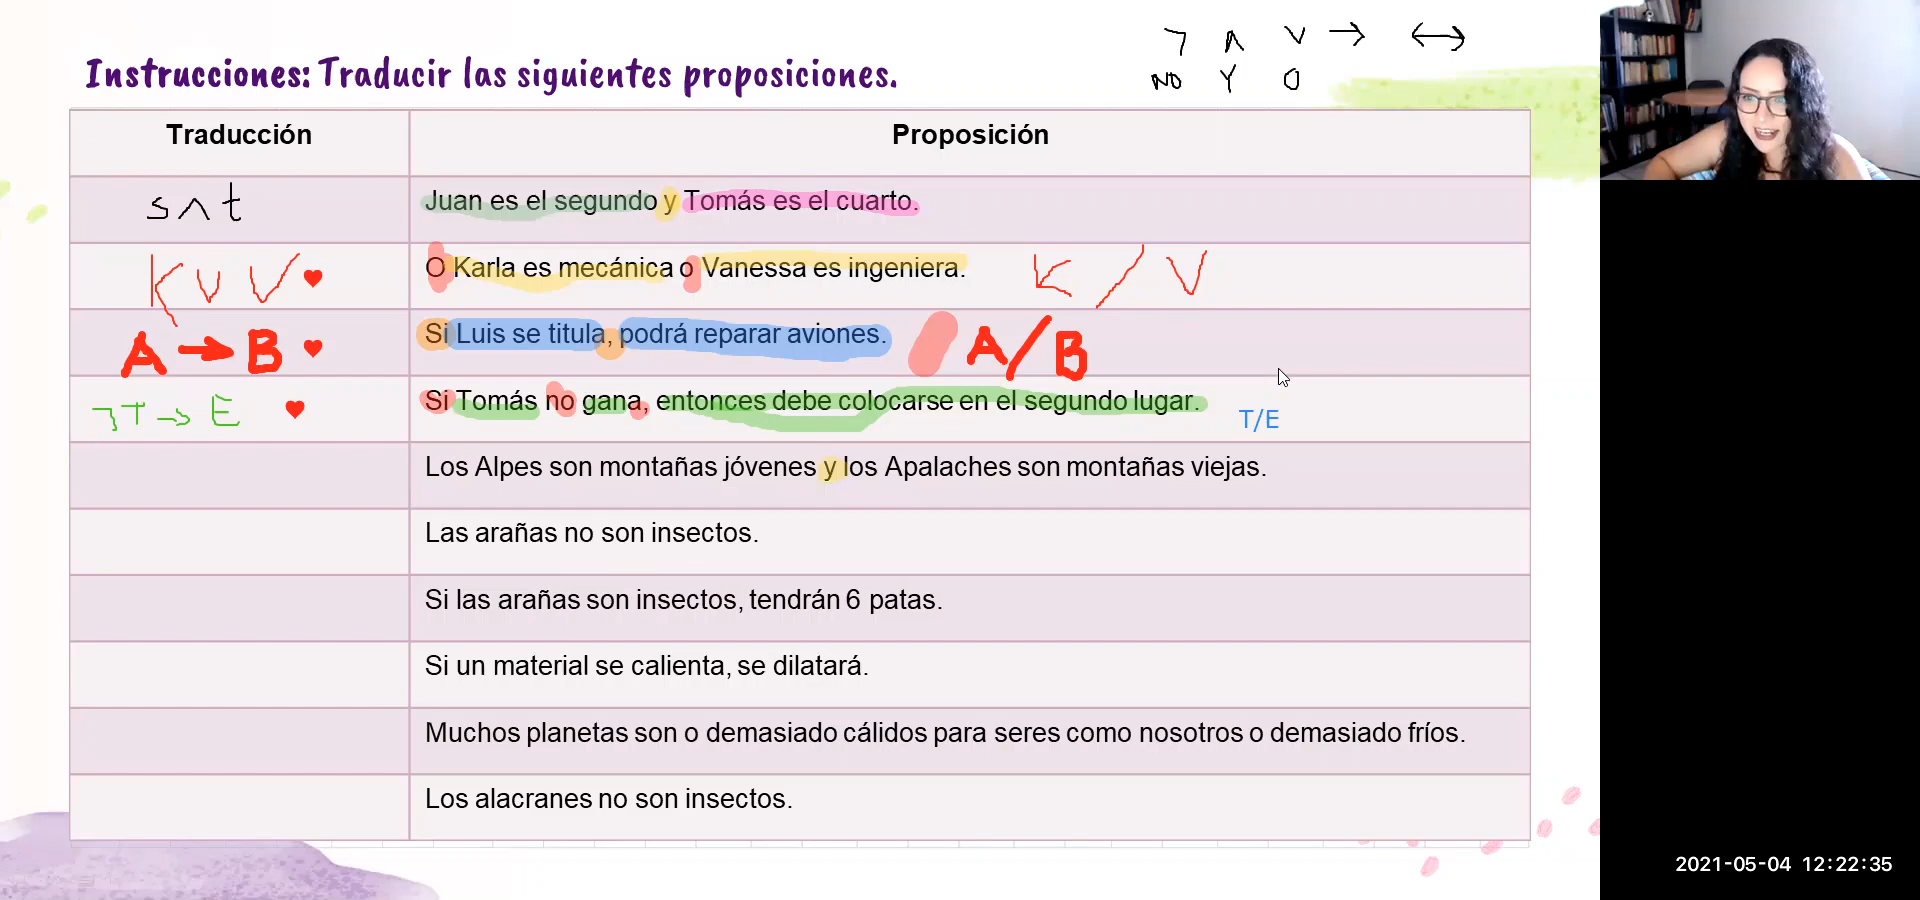 ¬ ∧ ∨ → ↔
NO Y O
Instrucciones: Traducir las siguientes proposiciones.
Traducción Proposición
s ∧ t Juan es el segundo y Tomás es el cuarto.
K ∨ V ♥ O Karla es mecánica o Vanessa es ingeniera. K / V
A → B ♥ Si Luis se titula, podrá reparar aviones. A/B
¬T → E ♥ Si Tomás no gana, entonces debe colocarse en el segundo lugar. T/E
Los Alpes son montañas jóvenes y los Apalaches son montañas viejas.
Las arañas no son insectos.
Si las arañas son insectos, tendrán 6 patas.
Si un material se calienta, se dilatará.
Muchos planetas son o demasiado cálidos para seres como nosotros o demasiado fríos.
Los alacranes no son insectos.
2021-05-04 12:22:35